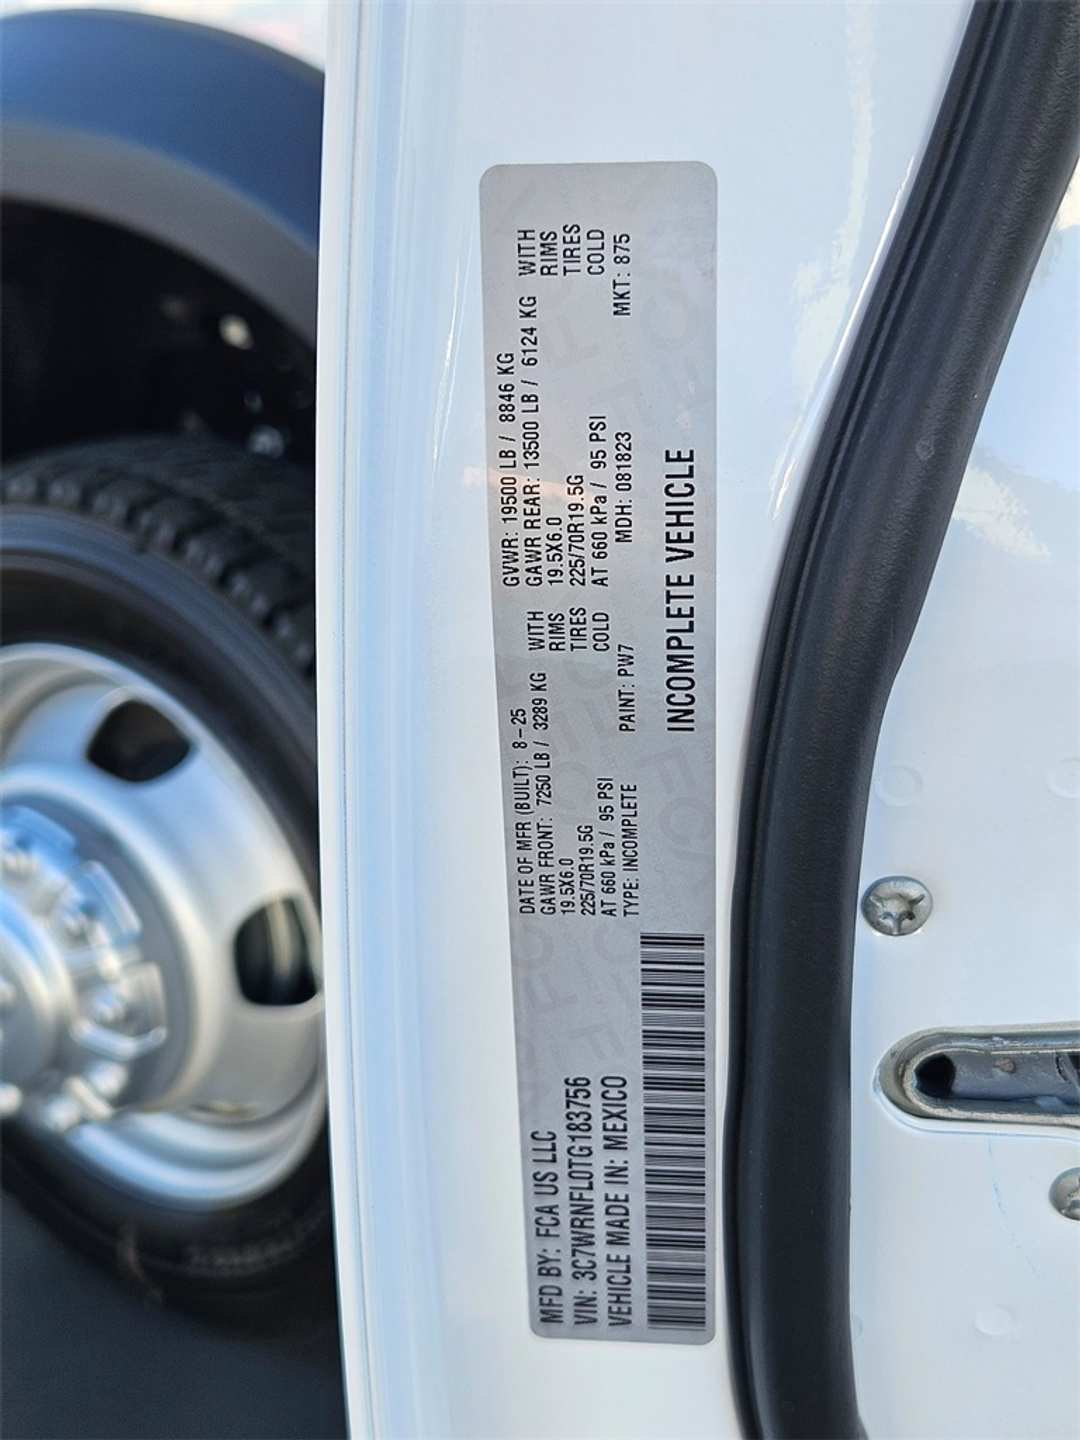 MFD BY: FCA US LLC
VIN: 3C7WRNFL0TG183756
VEHICLE MADE IN: MEXICO
DATE OF MFR (BUILT): 8-25
GAWR FRONT: 7250 LB / 3289 KG WITH
19.5X6.0 RIMS
225/70R19.5G TIRES
AT 660 kPa / 95 PSI COLD
TYPE: INCOMPLETE PAINT: PW7
GVWR: 19500 LB / 8846 KG
GAWR REAR: 13500 LB / 6124 KG WITH
19.5X6.0 RIMS
225/70R19.5G TIRES
AT 660 kPa / 95 PSI COLD
MDH: 081823 MKT: 875
INCOMPLETE VEHICLE